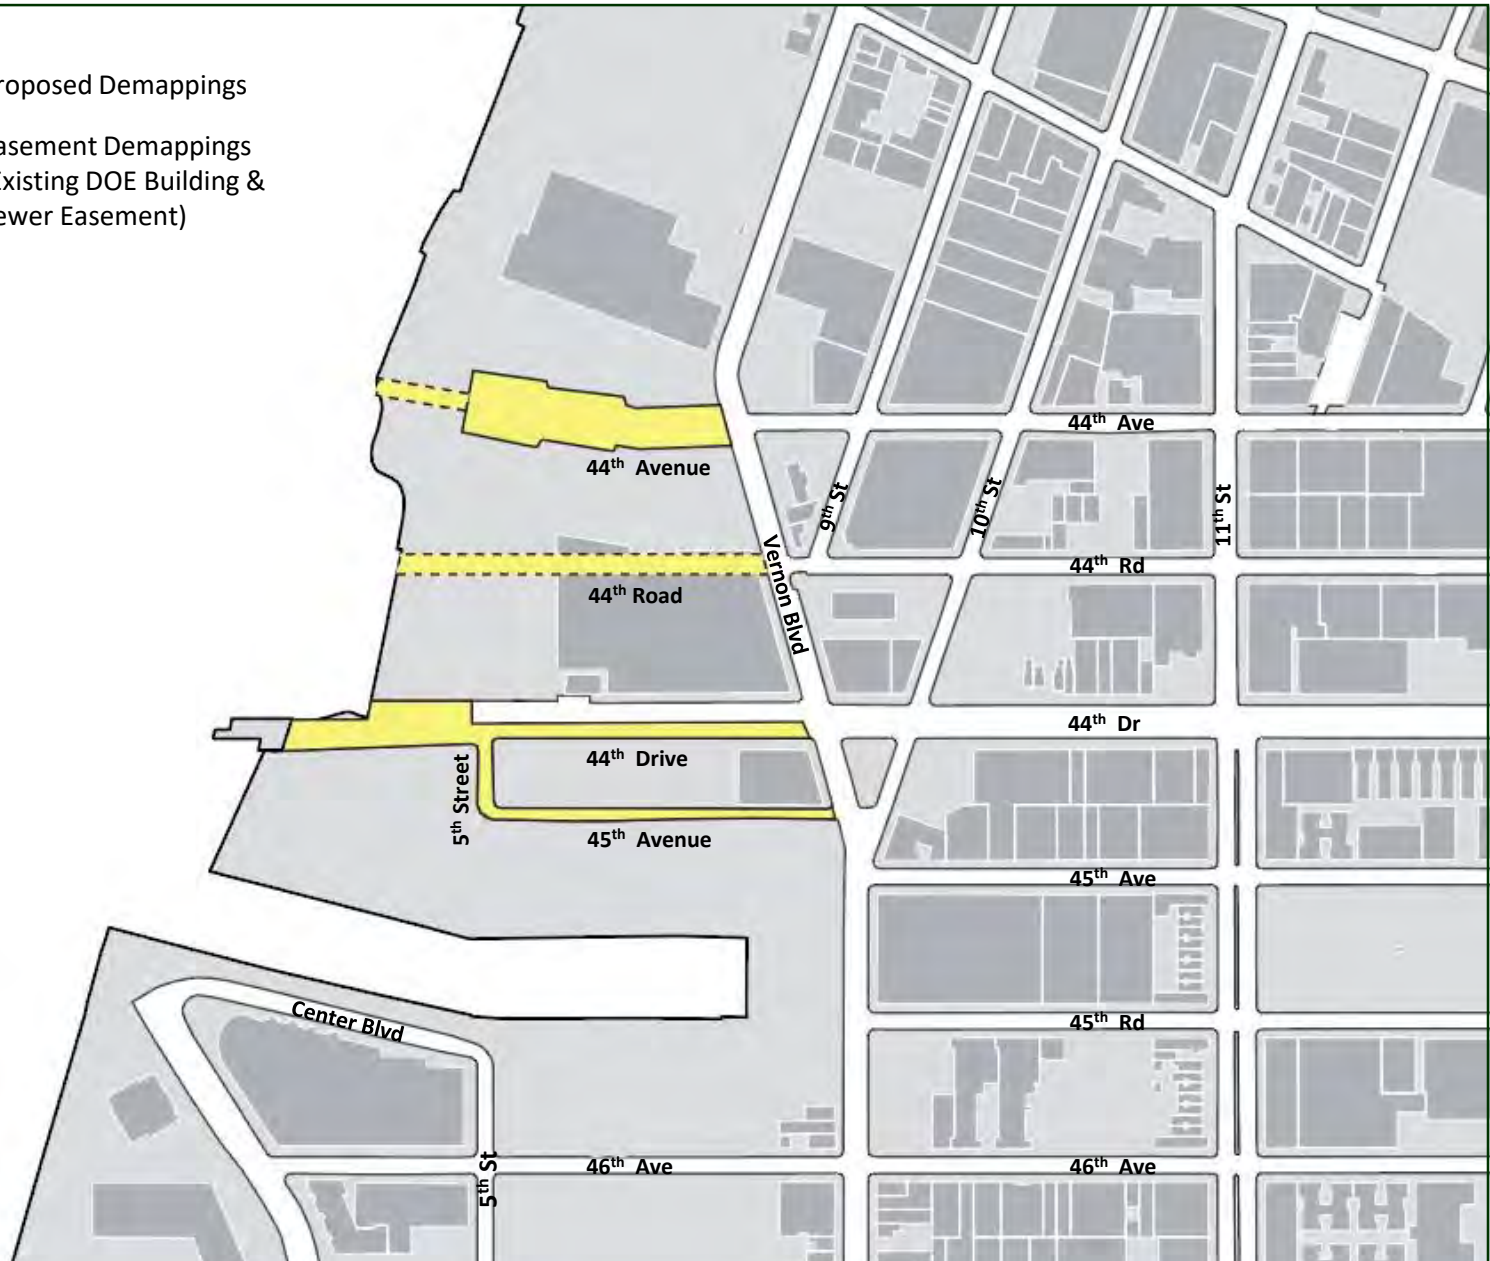 roposed Demappings
asement Demappings
Existing DOE Building &
ewer Easement)
44th Ave
44th Avenue
9th St
10th St
11th St
Vernon Blvd
44th Rd
44th Road
44th Dr
44th Drive
5th Street
45th Avenue
45th Ave
Center Blvd
45th Rd
5th St
46th Ave
46th Ave